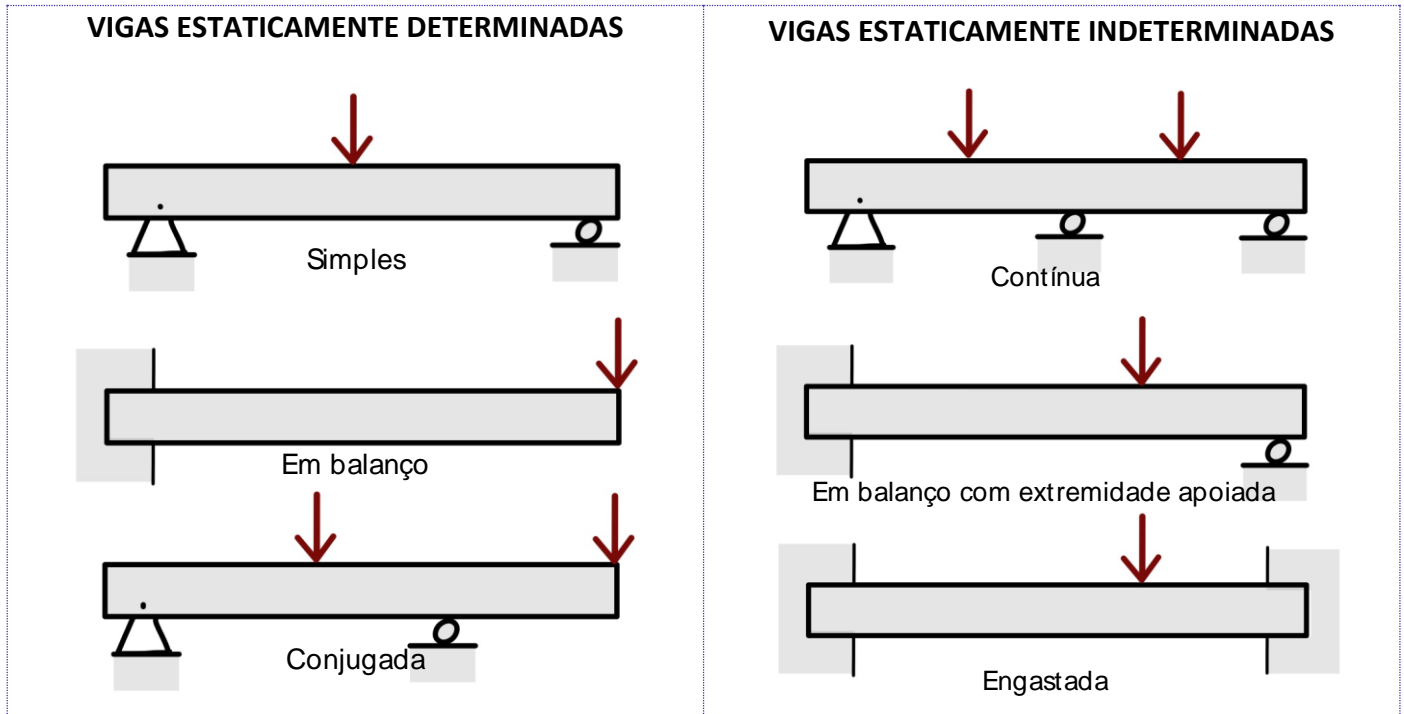 VIGAS ESTATICAMENTE DETERMINADAS
Simples
Em balanço
Conjugada
VIGAS ESTATICAMENTE INDETERMINADAS
Contínua
Em balanço com extremidade apoiada
Engastada